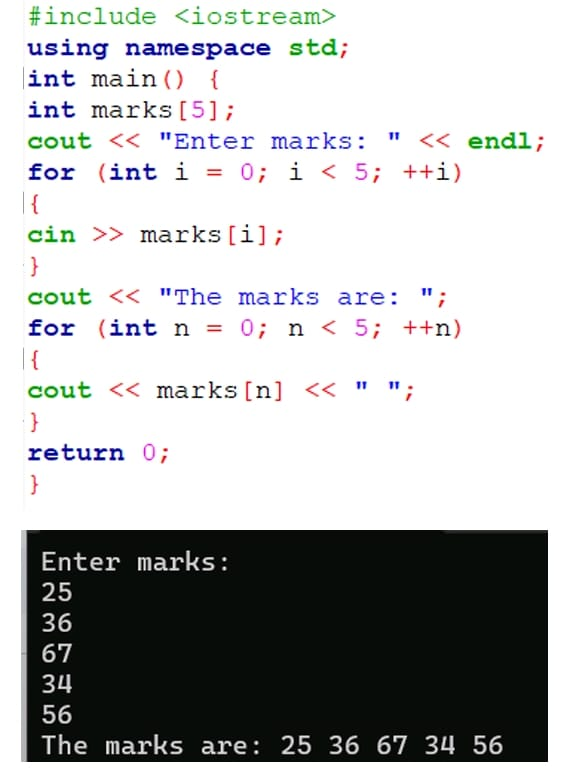 #include <iostream>
using namespace std;
int main() {
int marks[5];
cout << "Enter marks: " << endl;
for (int i = 0; i < 5; ++i)
{
cin >> marks[i];
}
cout << "The marks are: ";
for (int n = 0; n < 5; ++n)
{
cout << marks[n] << " ";
}
return 0;
}
Enter marks:
25
36
67
34
56
The marks are: 25 36 67 34 56